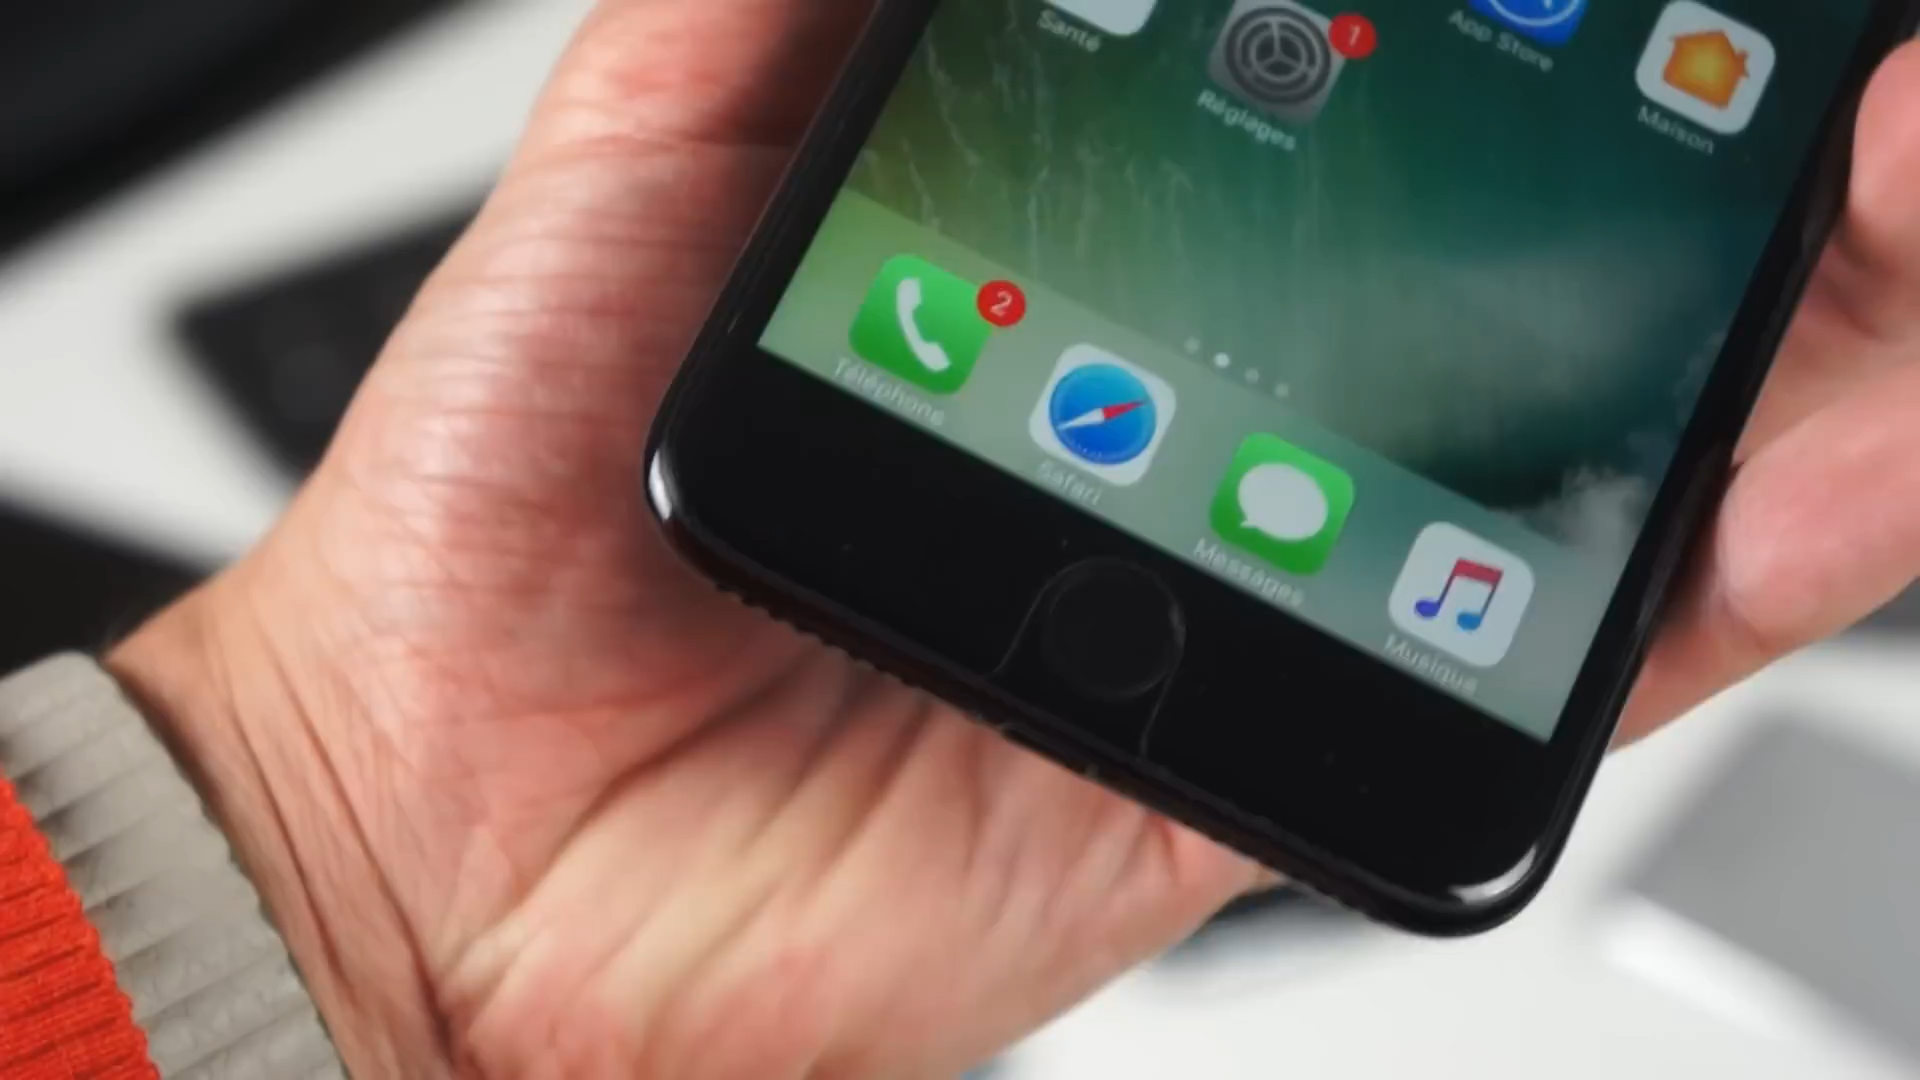 Santé
Réglages
1
App Store
Maison
Téléphone
2
Safari
Messages
Musique